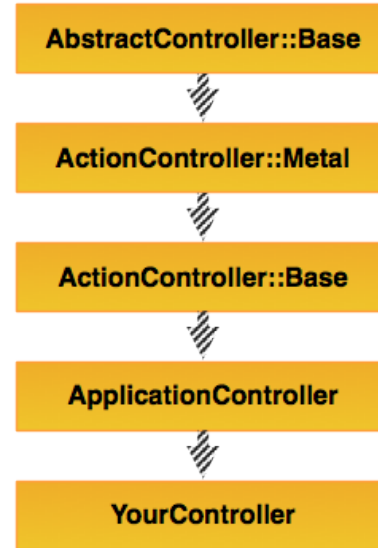 AbstractController::Base
ActionController::Metal
ActionController::Base
ApplicationController
YourController